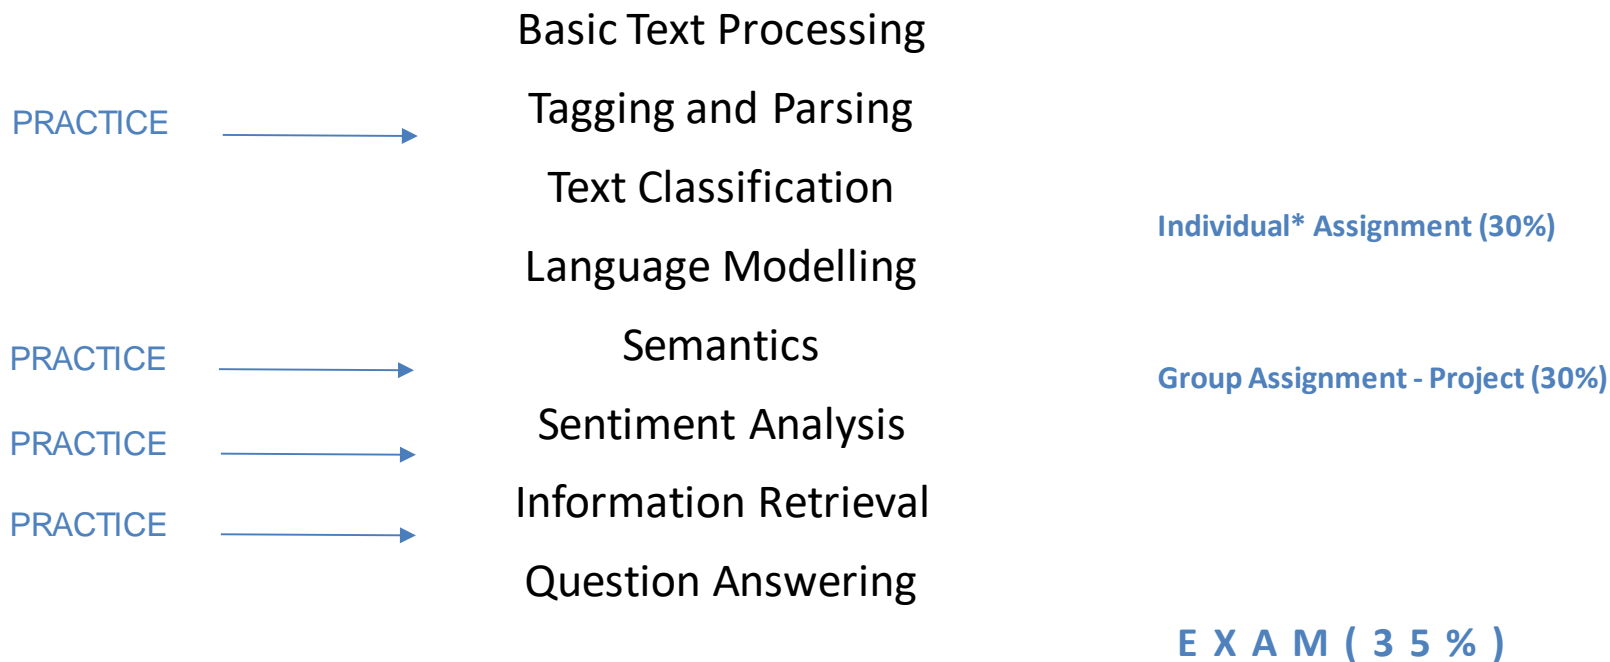 Basic Text Processing
PRACTICE
Tagging and Parsing
Text Classification
Individual* Assignment (30%)
Language Modelling
PRACTICE
Semantics
Group Assignment - Project (30%)
PRACTICE
Sentiment Analysis
PRACTICE
Information Retrieval
Question Answering
E X A M ( 3 5 % )